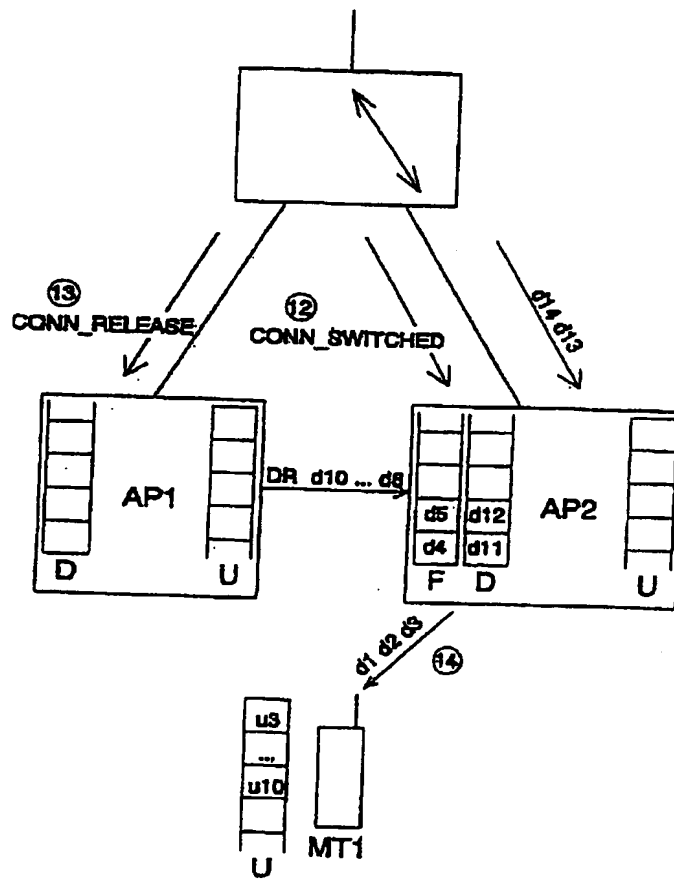 13
CONN_RELEASE
12
CONN_SWITCHED
d14 d13
AP1
D
U
DR d10 ... d6
d5
d4
F
d12
d11
D
AP2
U
d1 d2 d3
14
u3
...
u10
U
MT1